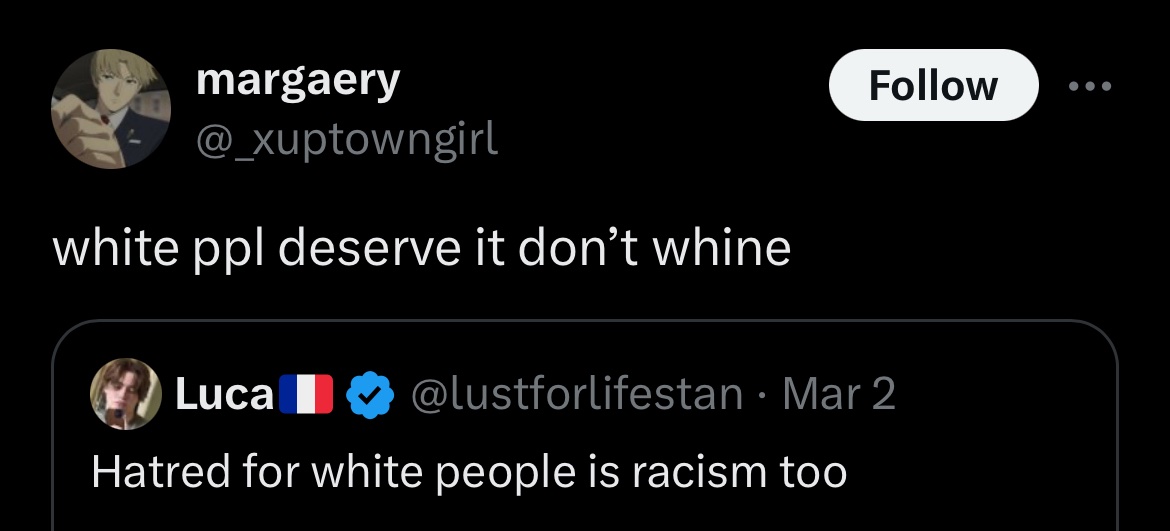 margaery
Follow
@_xuptowngirl
white ppl deserve it don’t whine
Luca🇫🇷 @lustforlifestan · Mar 2
Hatred for white people is racism too